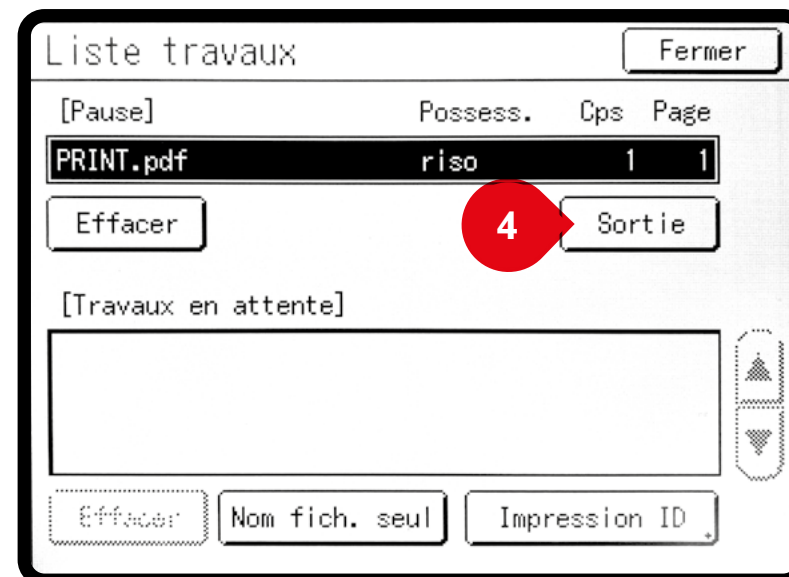 Liste travaux Fermer
[Pause] Possess. Cps Page
PRINT.pdf riso 1 1
Effacer 4 Sortie
[Travaux en attente]
Effacer Nom fich. seul Impression ID